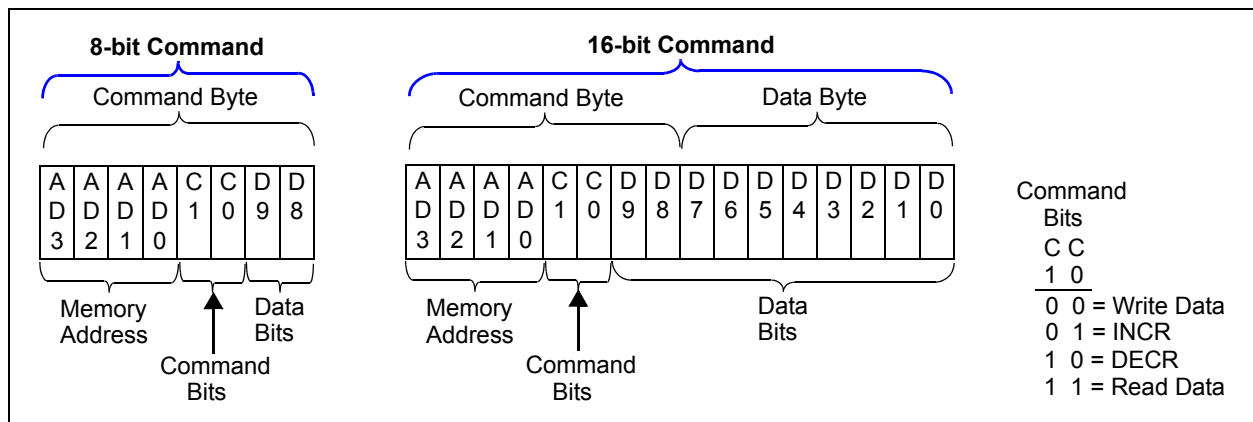 8-bit Command
16-bit Command
Command Byte
Command Byte
Data Byte
A A A A C C D D
D D D D 1 0 9 8
3 2 1 0
A A A A C C D D D D D D D D D D
D D D D 1 0 9 8 7 6 5 4 3 2 1 0
3 2 1 0
Memory
Address
Data
Bits
Command
Bits
Memory
Address
Data
Bits
Command
Bits
Command
Bits
C C
1 0
0 0 = Write Data
0 1 = INCR
1 0 = DECR
1 1 = Read Data